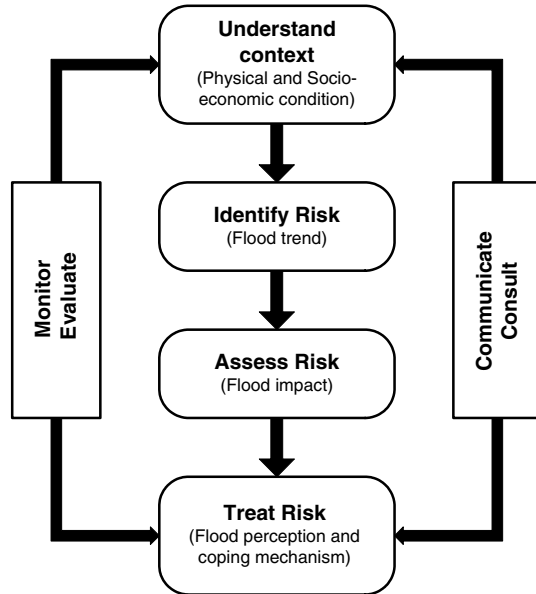 Understand
context
(Physical and Socio-
economic condition)
Identify Risk
(Flood trend)
Assess Risk
(Flood impact)
Treat Risk
(Flood perception and
coping mechanism)
Monitor
Evaluate
Communicate
Consult